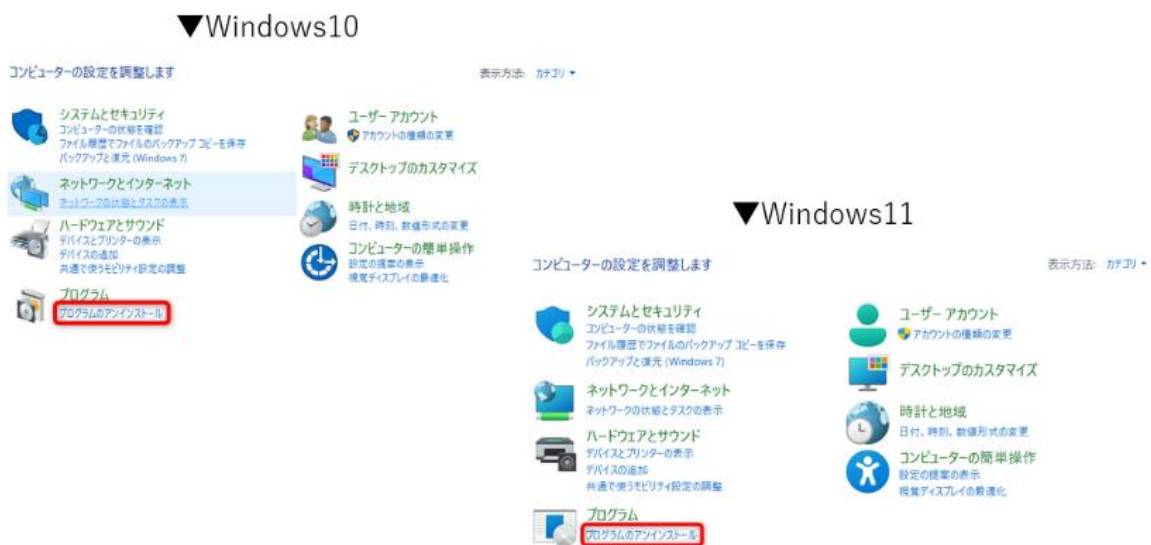 ▼Windows10
コンピューターの設定を調整します
表示方法: カテゴリ▼
システムとセキュリティ
コンピューターの状態を確認
ファイル履歴でファイルのバックアップ コピーを保存
バックアップと復元 (Windows 7)
ネットワークとインターネット
ネットワークの状態とタスクの表示
ハードウェアとサウンド
デバイスとプリンターの表示
デバイスの追加
共通で使うモビリティ設定の調整
プログラム
プログラムのアンインストール
ユーザー アカウント
アカウントの種類の変更
デスクトップのカスタマイズ
時計と地域
日付、時刻、数値形式の変更
コンピューターの簡単操作
設定の提案の表示
視覚ディスプレイの最適化
▼Windows11
コンピューターの設定を調整します
表示方法: カテゴリ▼
システムとセキュリティ
コンピューターの状態を確認
ファイル履歴でファイルのバックアップ コピーを保存
バックアップと復元 (Windows 7)
ネットワークとインターネット
ネットワークの状態とタスクの表示
ハードウェアとサウンド
デバイスとプリンターの表示
デバイスの追加
共通で使うモビリティ設定の調整
プログラム
プログラムのアンインストール
ユーザー アカウント
アカウントの種類の変更
デスクトップのカスタマイズ
時計と地域
日付、時刻、数値形式の変更
コンピューターの簡単操作
設定の提案の表示
視覚ディスプレイの最適化